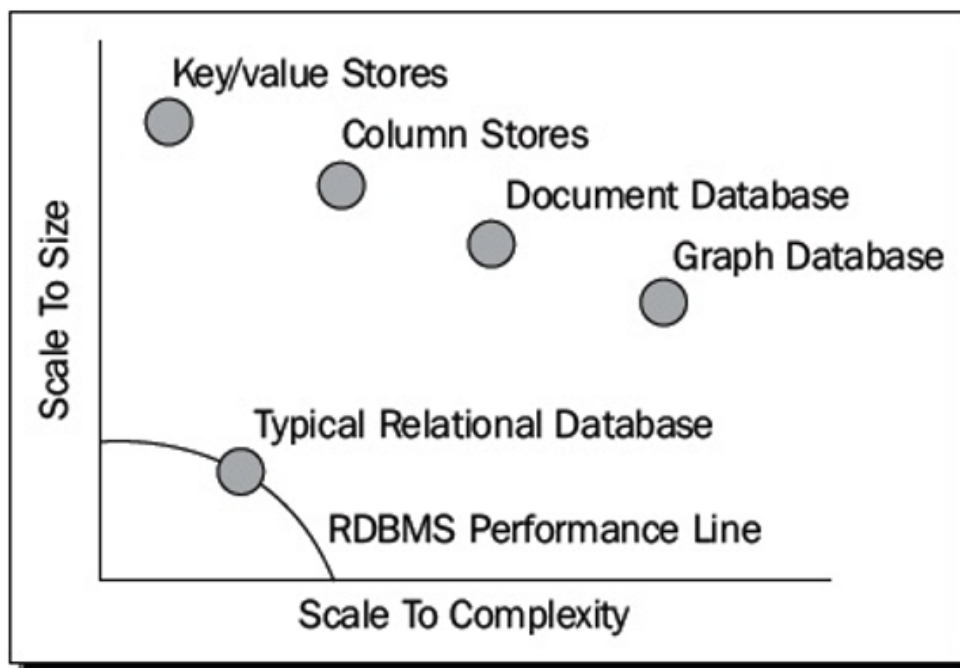 Key/value Stores
Column Stores
Document Database
Graph Database
Scale To Size
Typical Relational Database
RDBMS Performance Line
Scale To Complexity